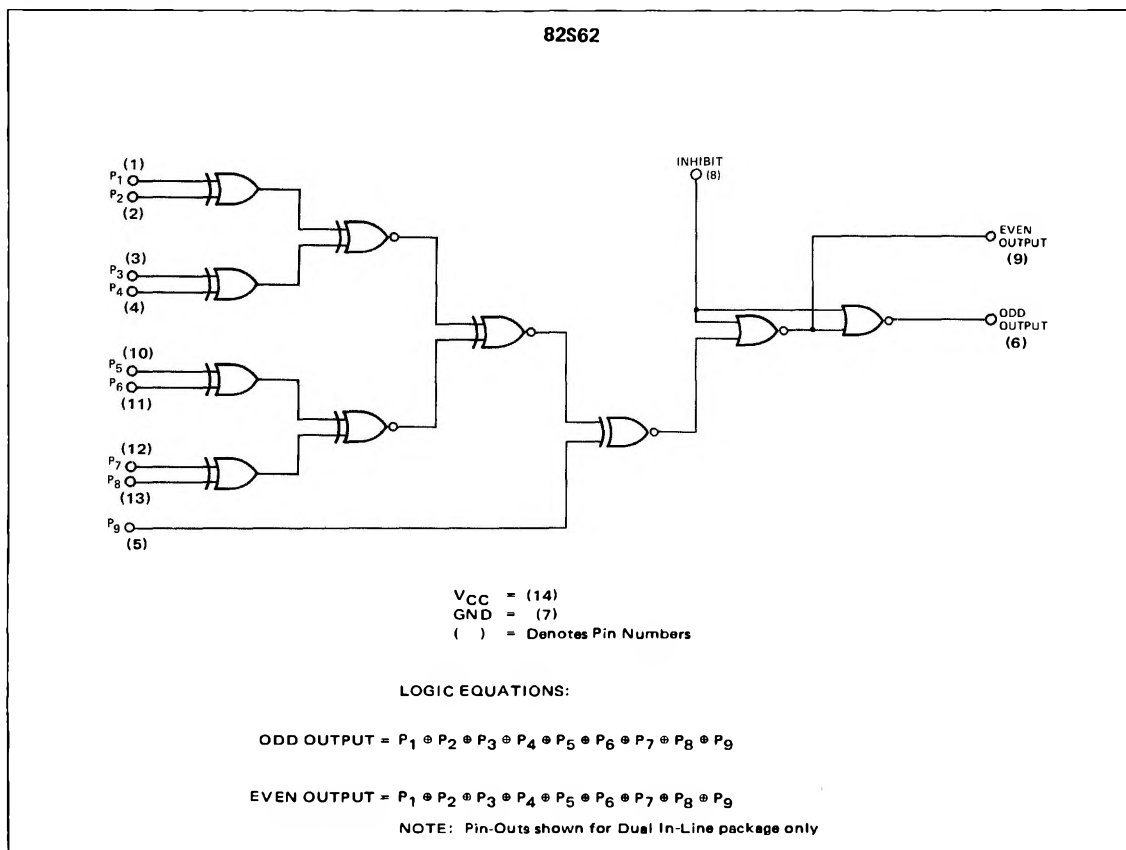 82S62
(1)
P1
P2
(2)
(3)
P3
P4
(4)
(10)
P5
P6
(11)
(12)
P7
P8
(13)
P9
(5)
INHIBIT
(8)
EVEN
OUTPUT
(9)
ODD
OUTPUT
(6)
VCC = (14)
GND = (7)
( ) = Denotes Pin Numbers
LOGIC EQUATIONS:
ODD OUTPUT = P1 ⊕ P2 ⊕ P3 ⊕ P4 ⊕ P5 ⊕ P6 ⊕ P7 ⊕ P8 ⊕ P9
EVEN OUTPUT = P1 ⊕ P2 ⊕ P3 ⊕ P4 ⊕ P5 ⊕ P6 ⊕ P7 ⊕ P8 ⊕ P9
NOTE: Pin-Outs shown for Dual In-Line package only